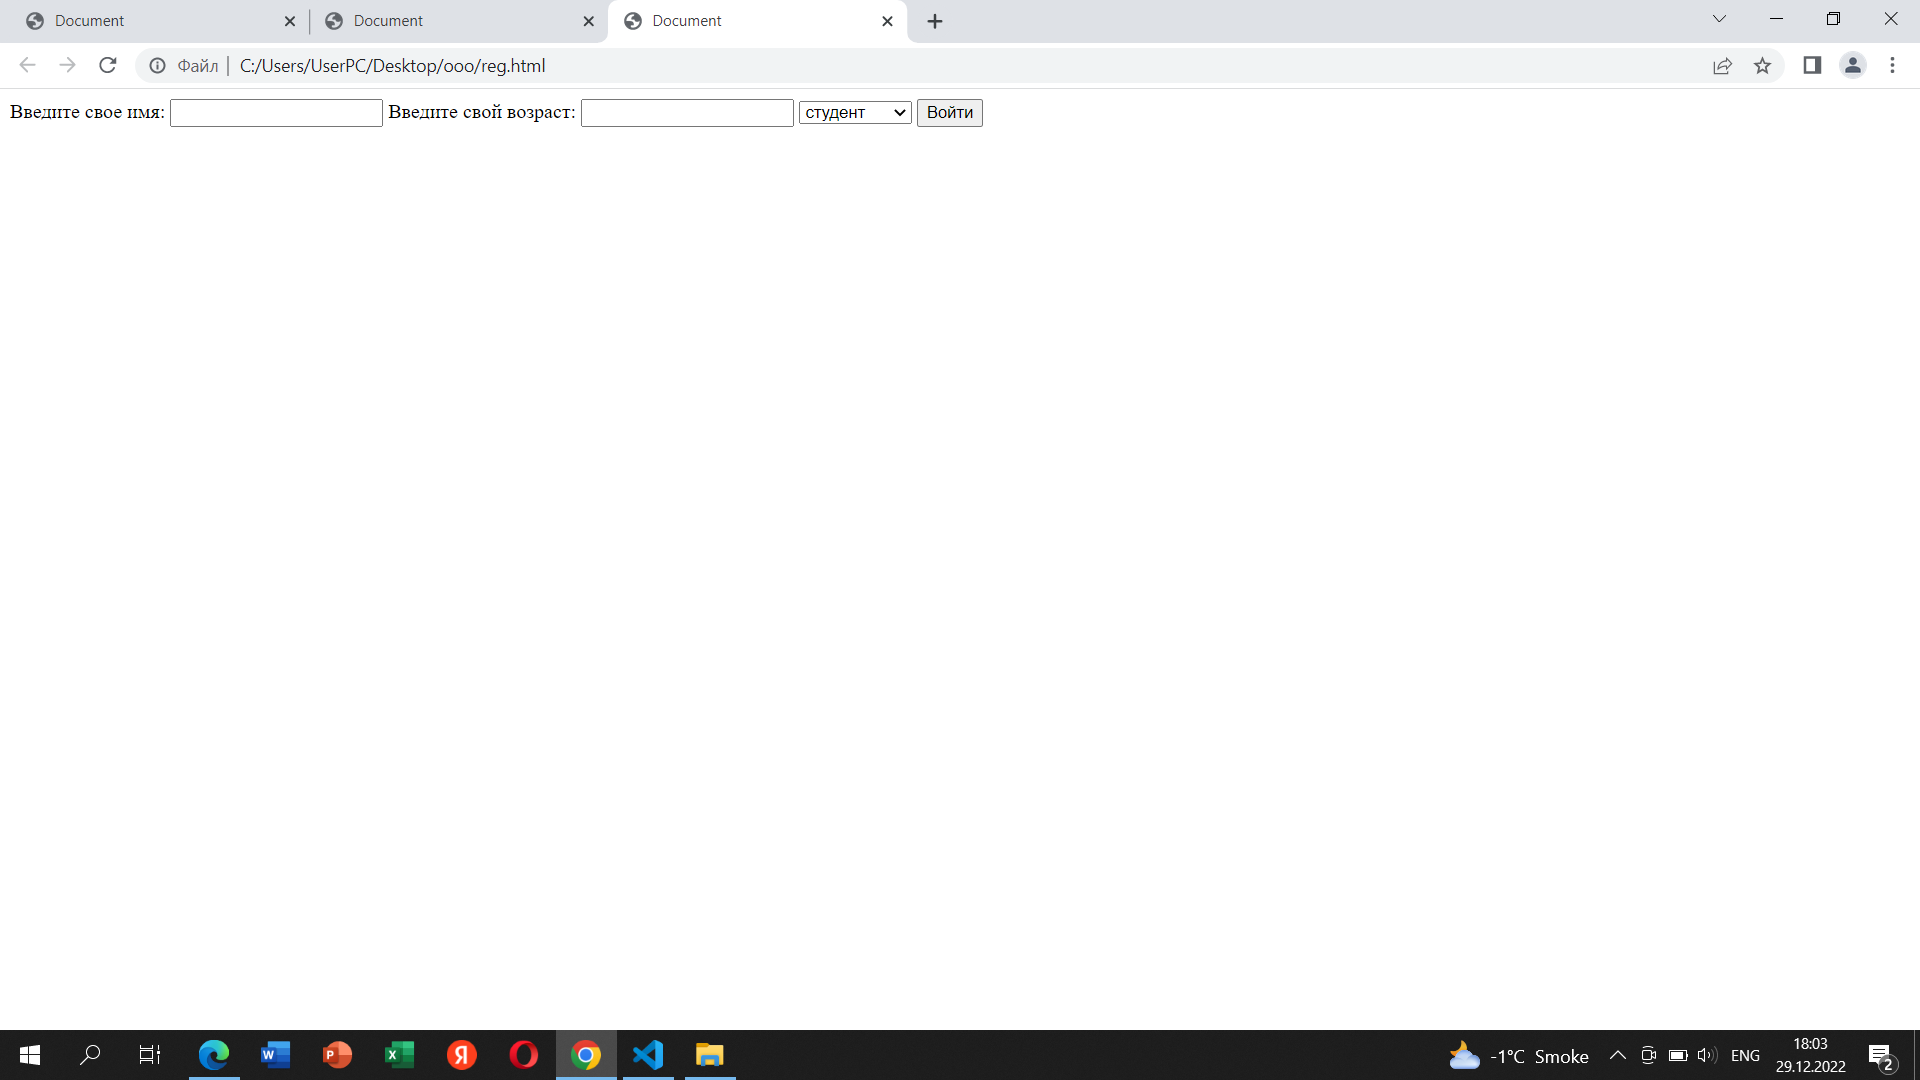 Document Document Document
Файл C:/Users/UserPC/Desktop/ooo/reg.html
Введите свое имя: Введите свой возраст: студент Войти
-1°C Smoke ENG 18:03
29.12.2022 2